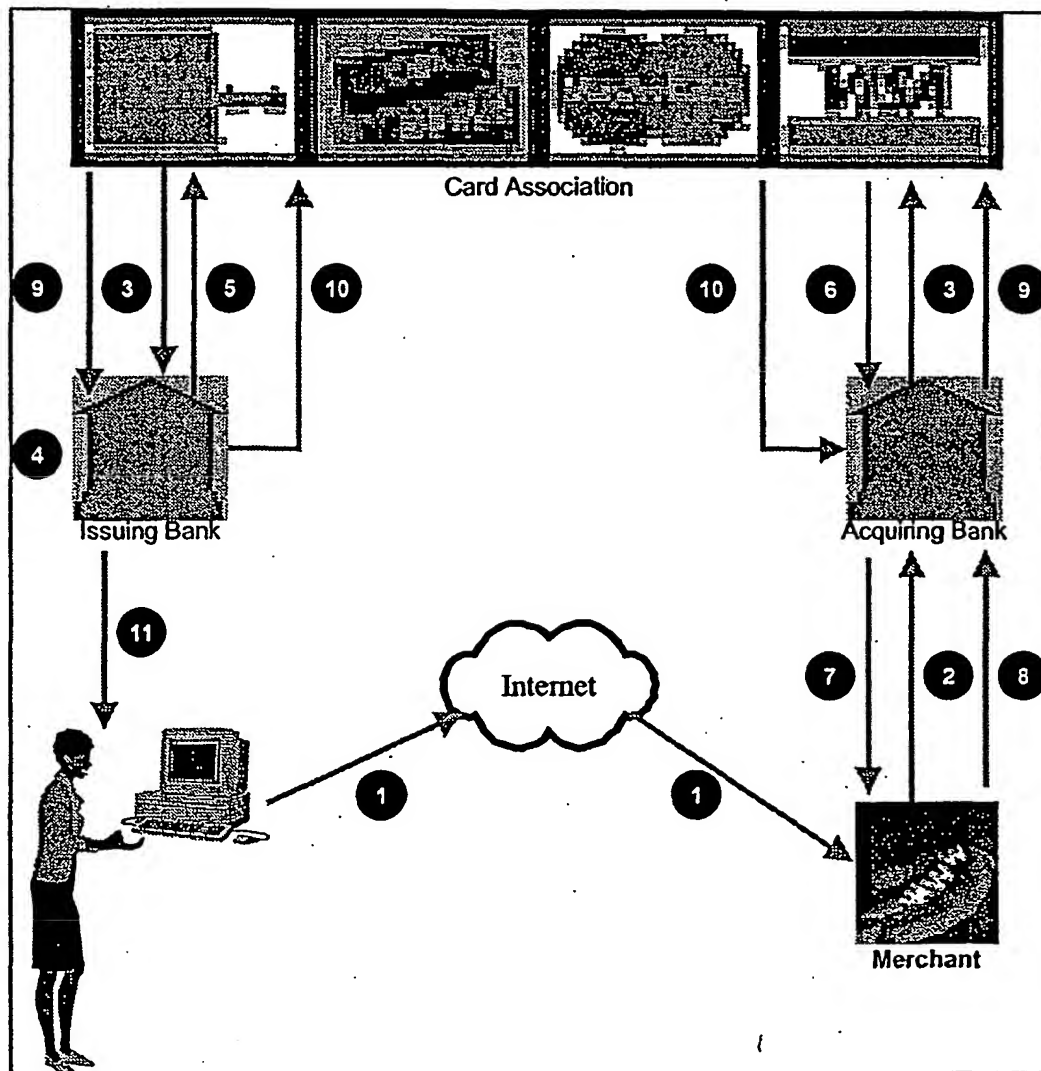 Card Association
9 3 5 10 10 6 3 9
4
Issuing Bank Acquiring Bank
11
Internet
7 2 8
1 1
Merchant